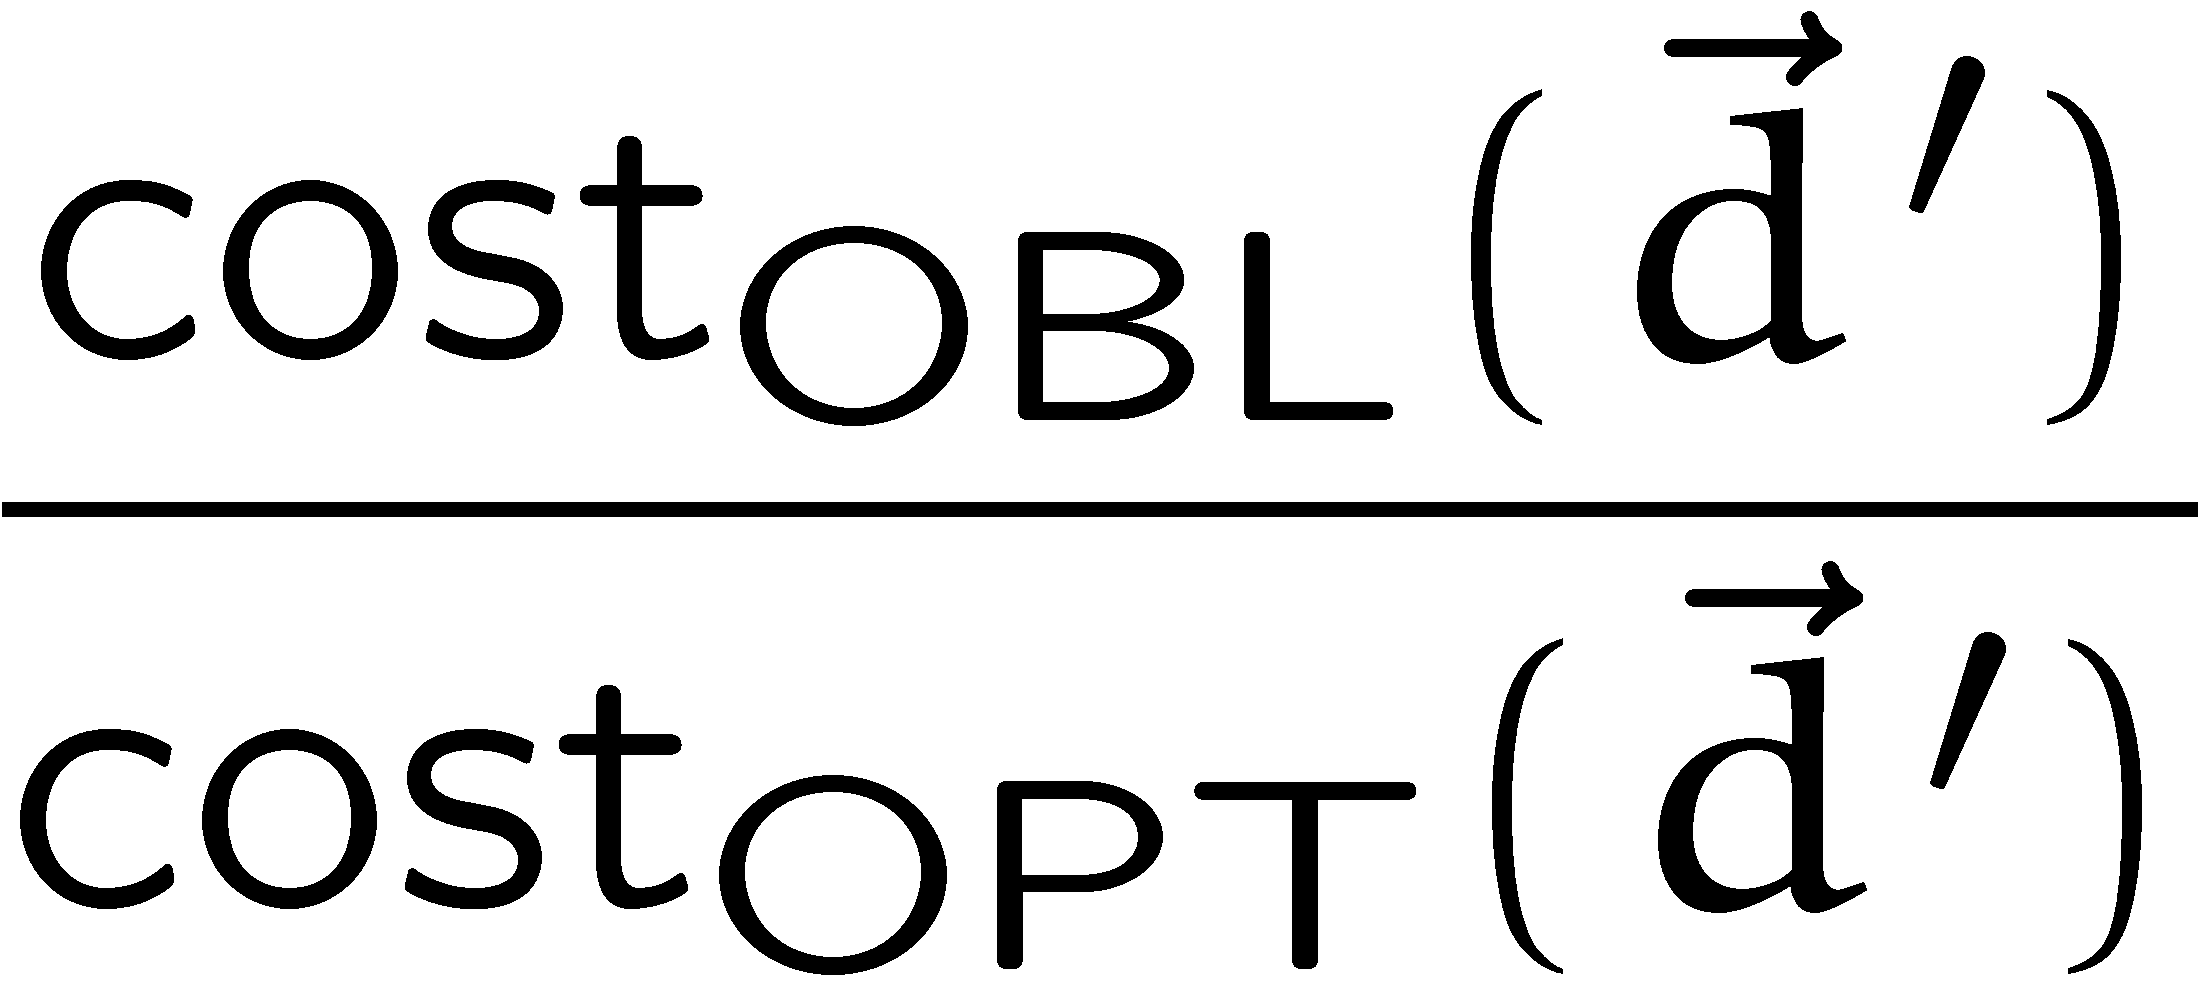 cost_OBL(d⃗ ′)
cost_OPT(d⃗ ′)